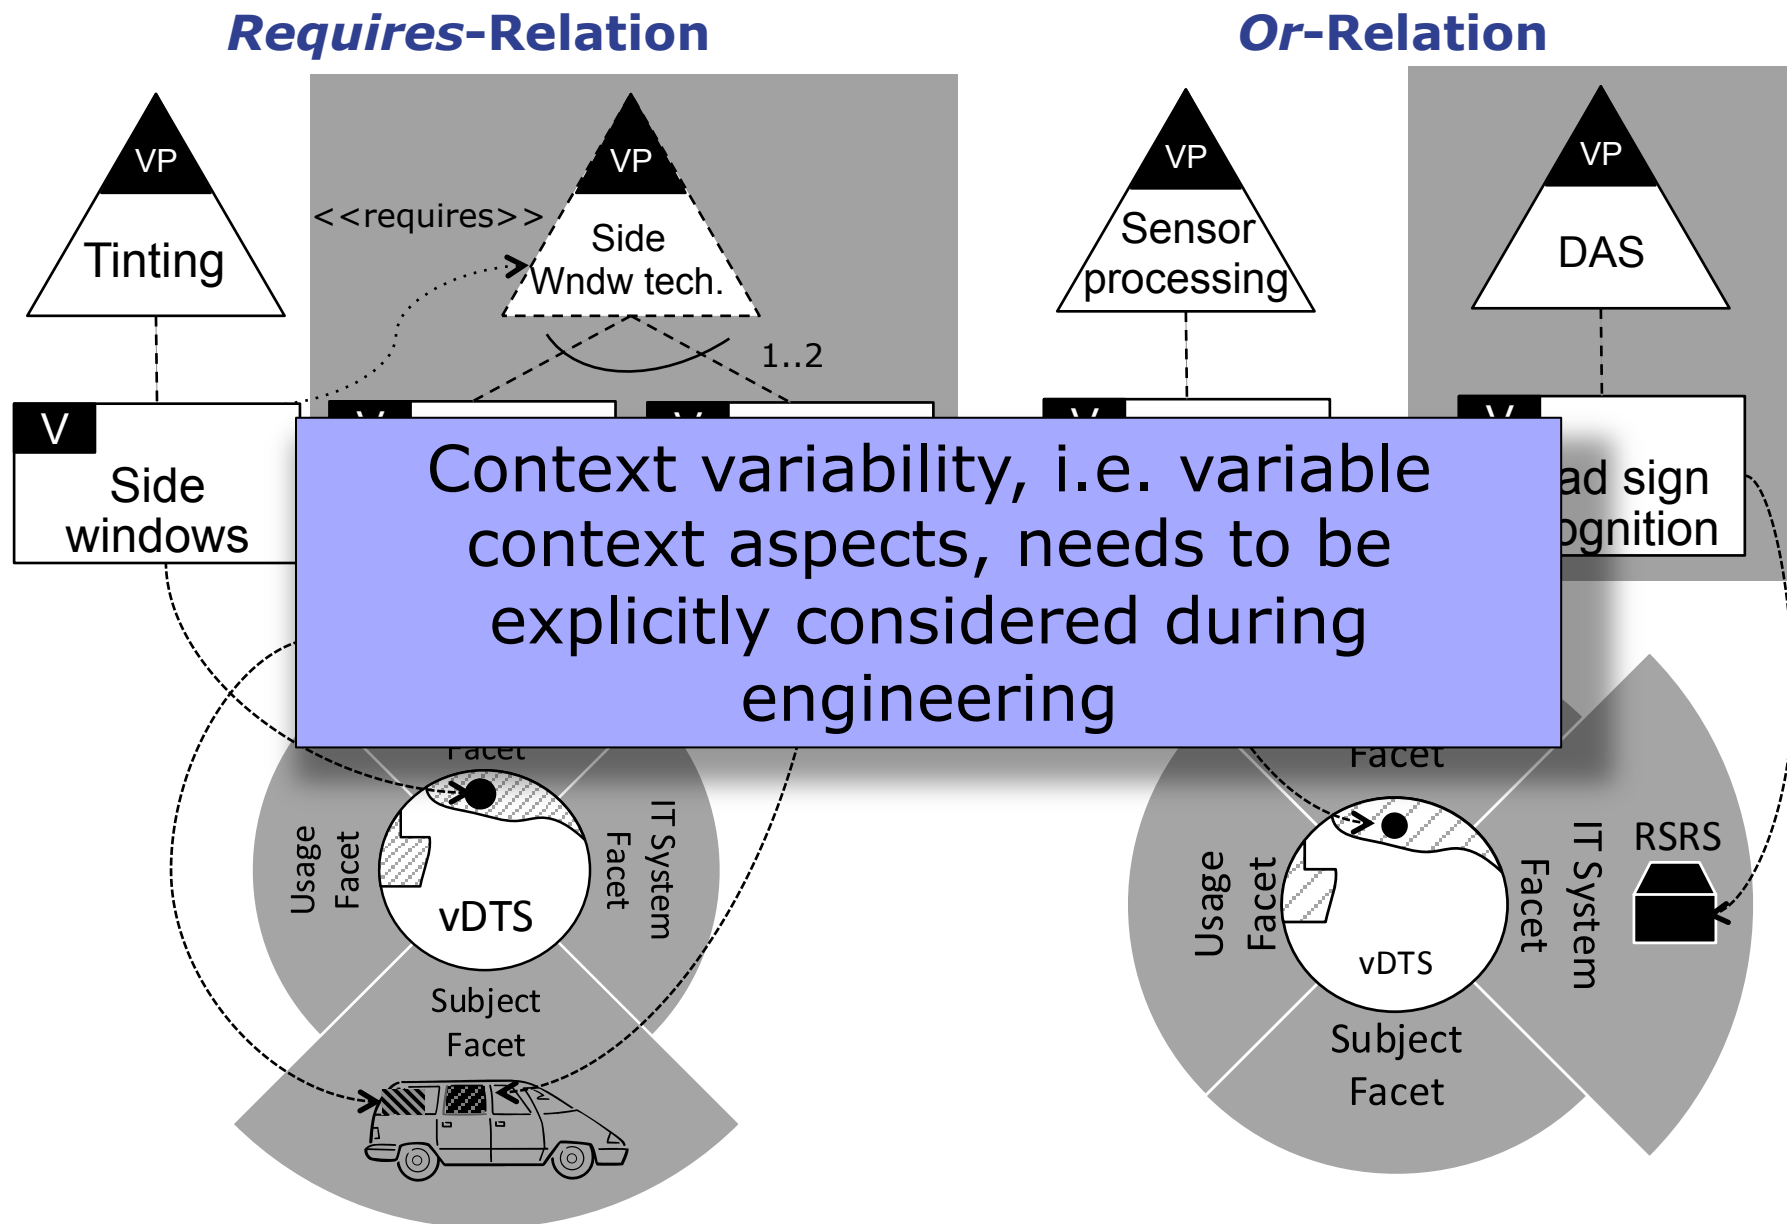 Requires-Relation
Or-Relation
VP
Tinting
VP
<<requires>>
Side
Wndw tech.
1..2
VP
Sensor
processing
VP
DAS
V
Side
windows
V
V
V
V
ad sign
ognition
Context variability, i.e. variable
context aspects, needs to be
explicitly considered during
engineering
Facet
Usage
Facet
IT System
Facet
vDTS
Subject
Facet
Facet
Usage
Facet
IT System
Facet
RSRS
vDTS
Subject
Facet